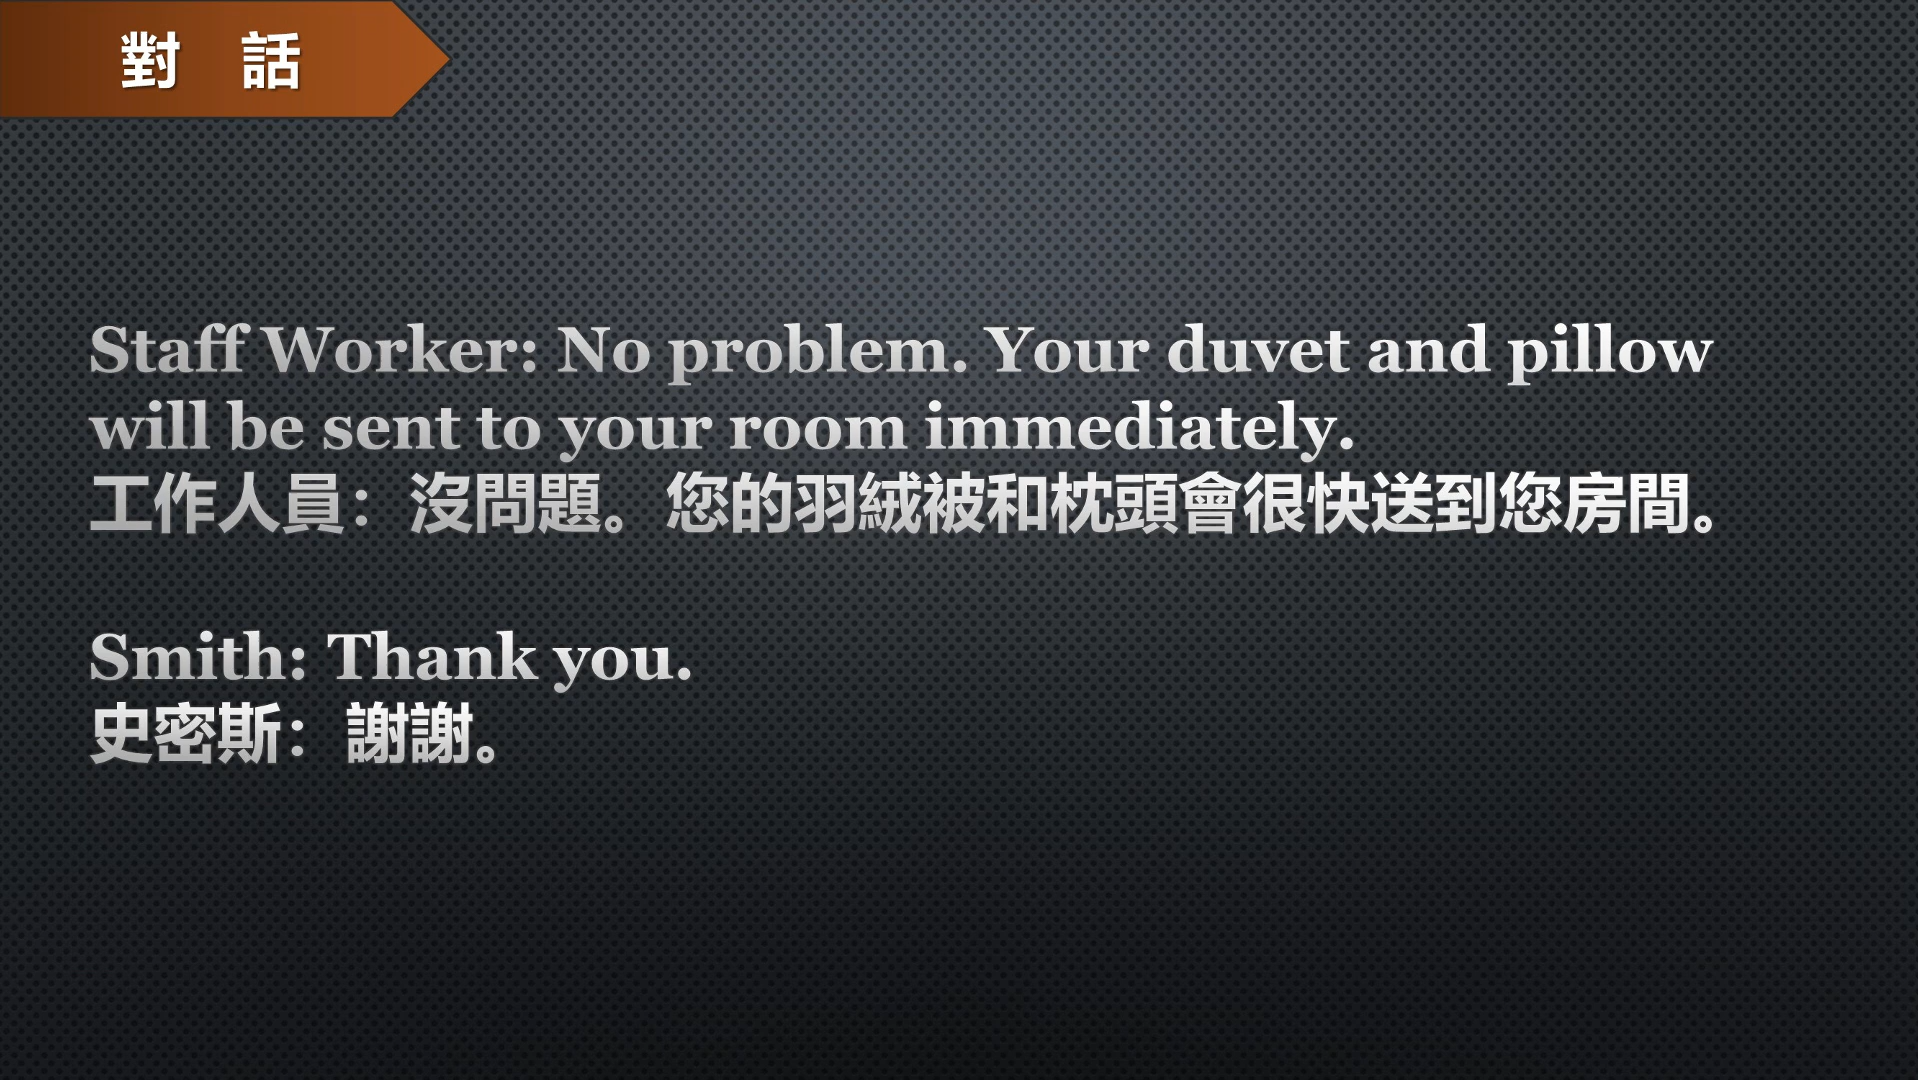 對 話
Staff Worker: No problem. Your duvet and pillow
will be sent to your room immediately.
工作人員：沒問題。您的羽絨被和枕頭會很快送到您房間。
Smith: Thank you.
史密斯：謝謝。